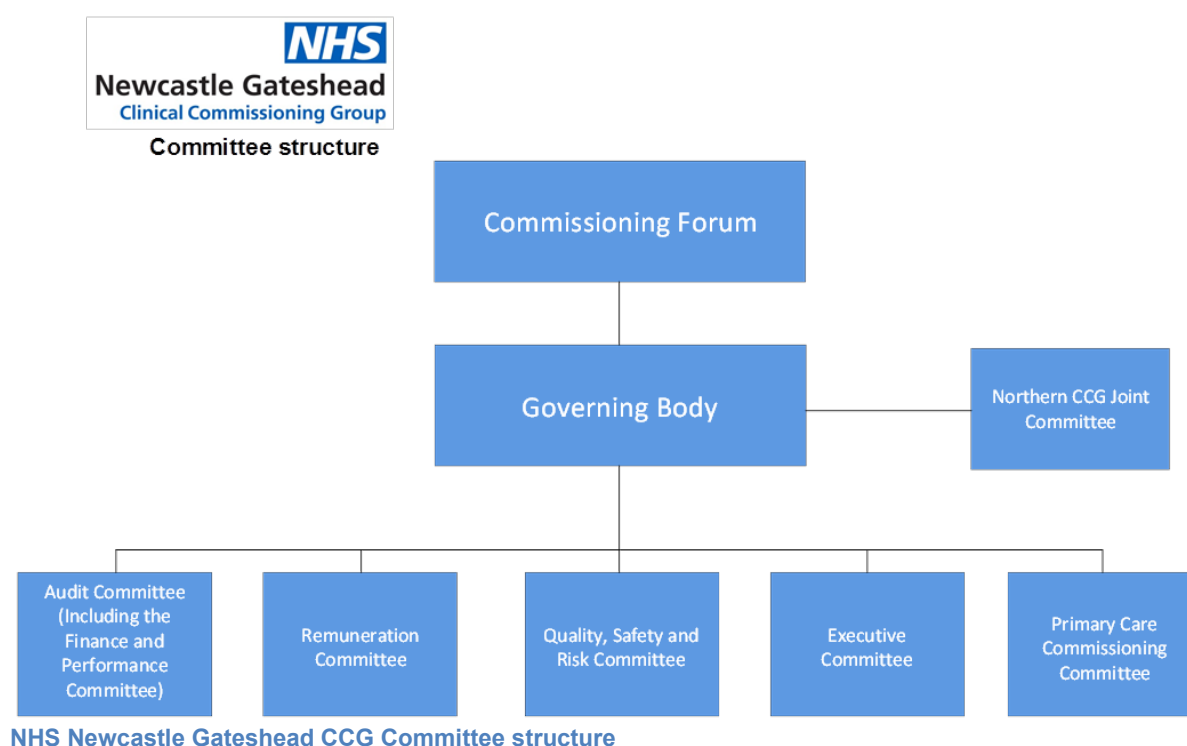 NHS
Newcastle Gateshead
Clinical Commissioning Group
Committee structure
Commissioning Forum
Governing Body
Northern CCG Joint
Committee
Audit Committee
(Including the
Finance and
Performance
Committee)
Remuneration
Committee
Quality, Safety and
Risk Committee
Executive
Committee
Primary Care
Commissioning
Committee
NHS Newcastle Gateshead CCG Committee structure